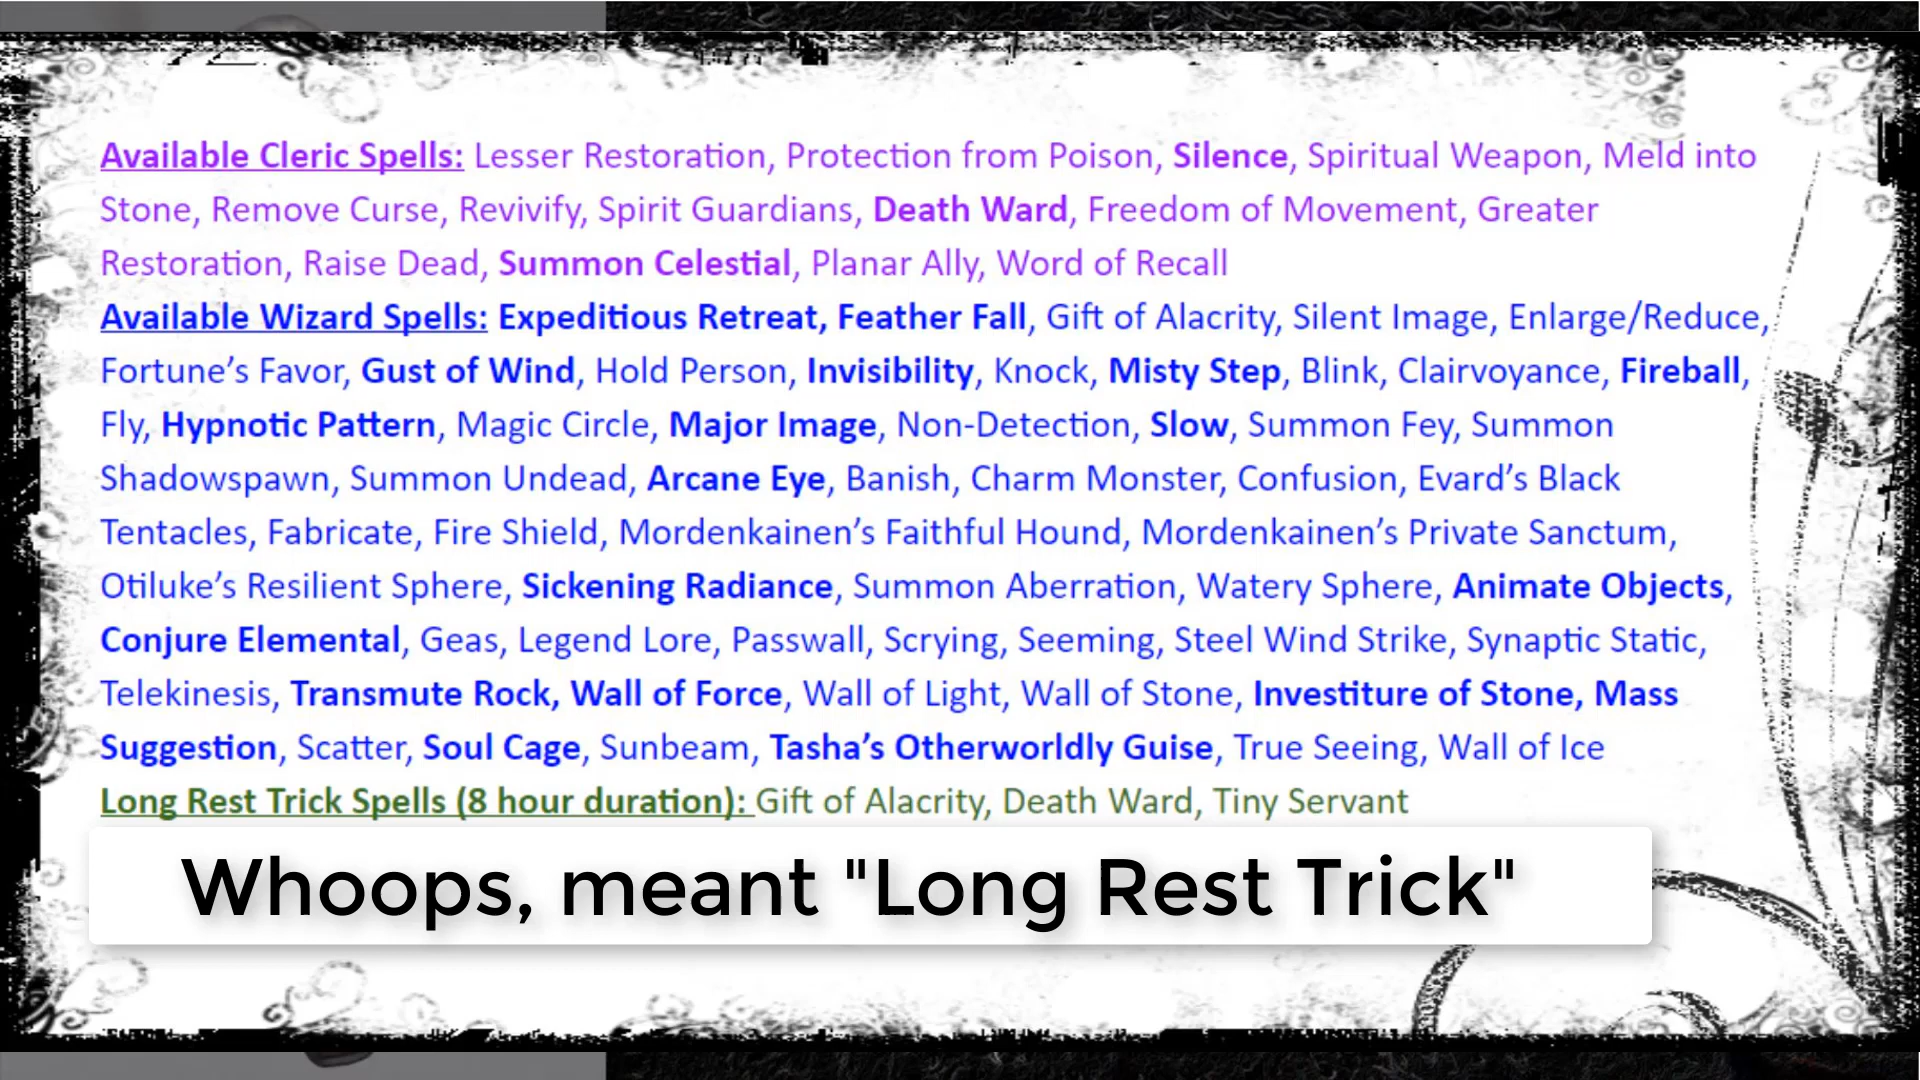 Available Cleric Spells: Lesser Restoration, Protection from Poison, Silence, Spiritual Weapon, Meld into
Stone, Remove Curse, Revivify, Spirit Guardians, Death Ward, Freedom of Movement, Greater
Restoration, Raise Dead, Summon Celestial, Planar Ally, Word of Recall
Available Wizard Spells: Expeditious Retreat, Feather Fall, Gift of Alacrity, Silent Image, Enlarge/Reduce,
Fortune’s Favor, Gust of Wind, Hold Person, Invisibility, Knock, Misty Step, Blink, Clairvoyance, Fireball,
Fly, Hypnotic Pattern, Magic Circle, Major Image, Non-Detection, Slow, Summon Fey, Summon
Shadowspawn, Summon Undead, Arcane Eye, Banish, Charm Monster, Confusion, Evard’s Black
Tentacles, Fabricate, Fire Shield, Mordenkainen’s Faithful Hound, Mordenkainen’s Private Sanctum,
Otiluke’s Resilient Sphere, Sickening Radiance, Summon Aberration, Watery Sphere, Animate Objects,
Conjure Elemental, Geas, Legend Lore, Passwall, Scrying, Seeming, Steel Wind Strike, Synaptic Static,
Telekinesis, Transmute Rock, Wall of Force, Wall of Light, Wall of Stone, Investiture of Stone, Mass
Suggestion, Scatter, Soul Cage, Sunbeam, Tasha’s Otherworldly Guise, True Seeing, Wall of Ice
Long Rest Trick Spells (8 hour duration): Gift of Alacrity, Death Ward, Tiny Servant
Whoops, meant "Long Rest Trick"